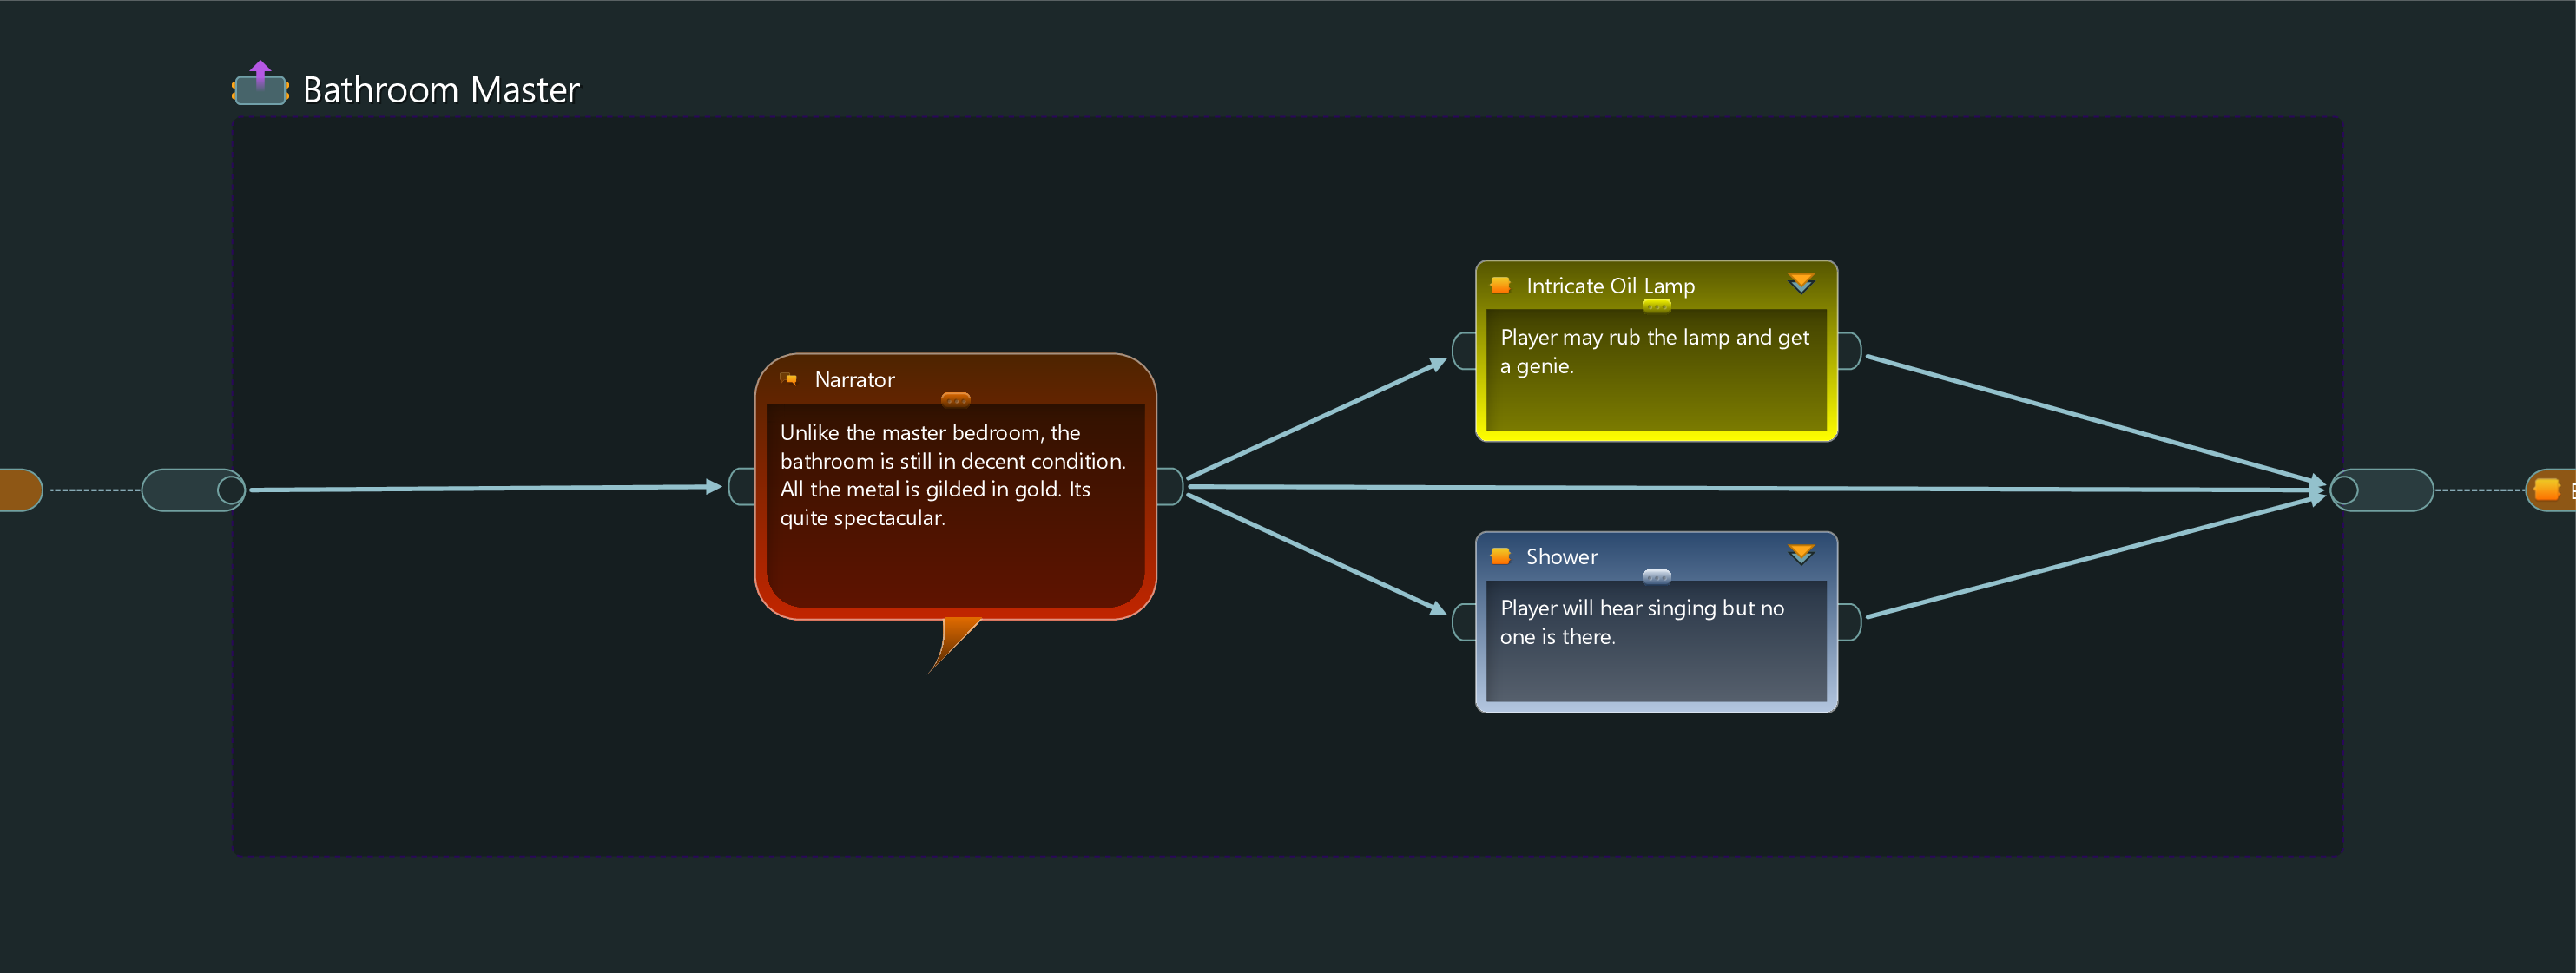 Bathroom Master
Narrator
Unlike the master bedroom, the
bathroom is still in decent condition.
All the metal is gilded in gold. Its
quite spectacular.
Intricate Oil Lamp
Player may rub the lamp and get
a genie.
Shower
Player will hear singing but no
one is there.